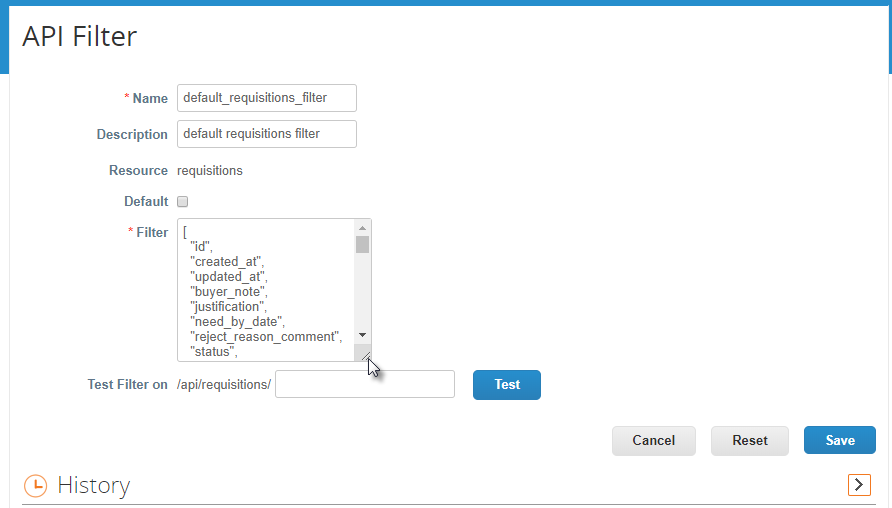 API Filter
* Name default_requisitions_filter
Description default requisitions filter
Resource requisitions
Default
* Filter [
"id",
"created_at",
"updated_at",
"buyer_note",
"justification",
"need_by_date",
"reject_reason_comment",
"status",
Test Filter on /api/requisitions/ Test
Cancel Reset Save
History